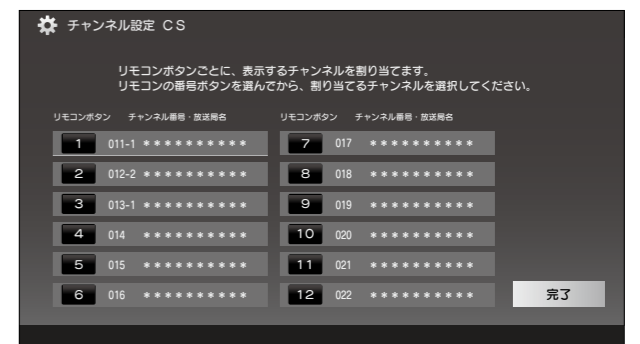 チャンネル設定 CS
リモコンボタンごとに、表示するチャンネルを割り当てます。
リモコンの番号ボタンを選んでから、割り当てるチャンネルを選択してください。
リモコンボタン チャンネル番号・放送局名 リモコンボタン チャンネル番号・放送局名
1 011-1 ********** 7 017 **********
2 012-2 ********** 8 018 **********
3 013-1 ********** 9 019 **********
4 014 ********** 10 020 **********
5 015 ********** 11 021 **********
6 016 ********** 12 022 **********
完了